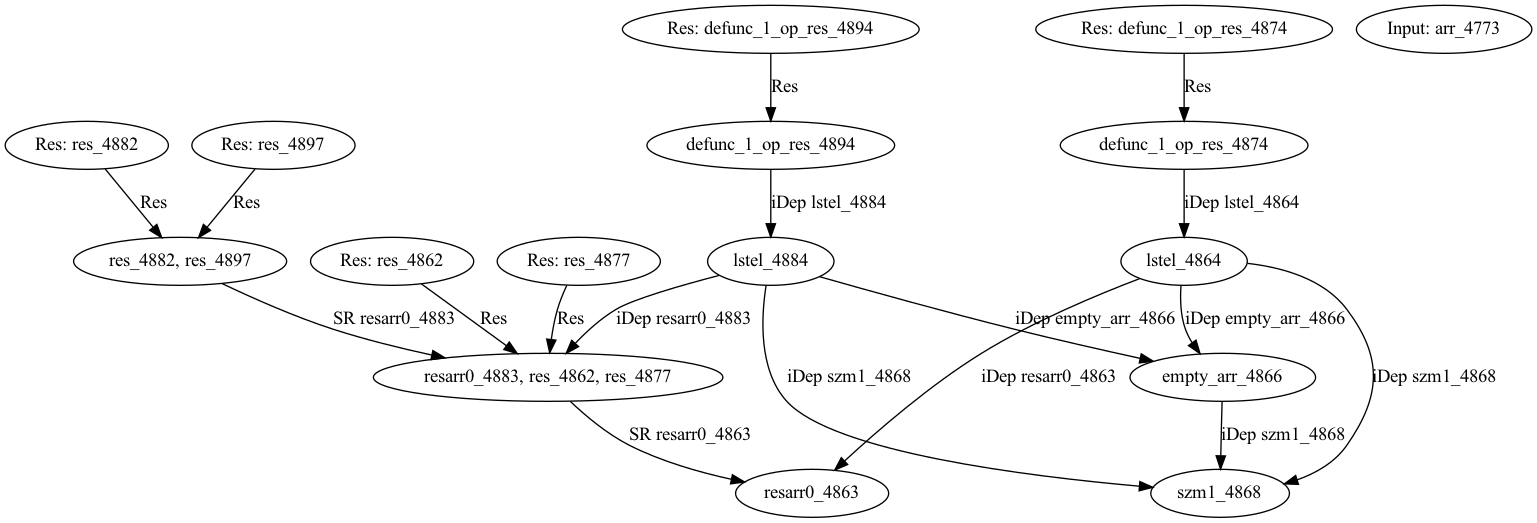 Res: defunc_1_op_res_4894
Res: defunc_1_op_res_4874
Input: arr_4773
Res
Res
Res: res_4882
Res: res_4897
defunc_1_op_res_4894
defunc_1_op_res_4874
Res
Res
iDep lstel_4884
iDep lstel_4864
res_4882, res_4897
Res: res_4862
Res: res_4877
lstel_4884
lstel_4864
SR resarr0_4883
Res
Res
iDep resarr0_4883
iDep empty_arr_4866
iDep empty_arr_4866
resarr0_4883, res_4862, res_4877
iDep szm1_4868
iDep resarr0_4863
empty_arr_4866
iDep szm1_4868
SR resarr0_4863
iDep szm1_4868
resarr0_4863
szm1_4868